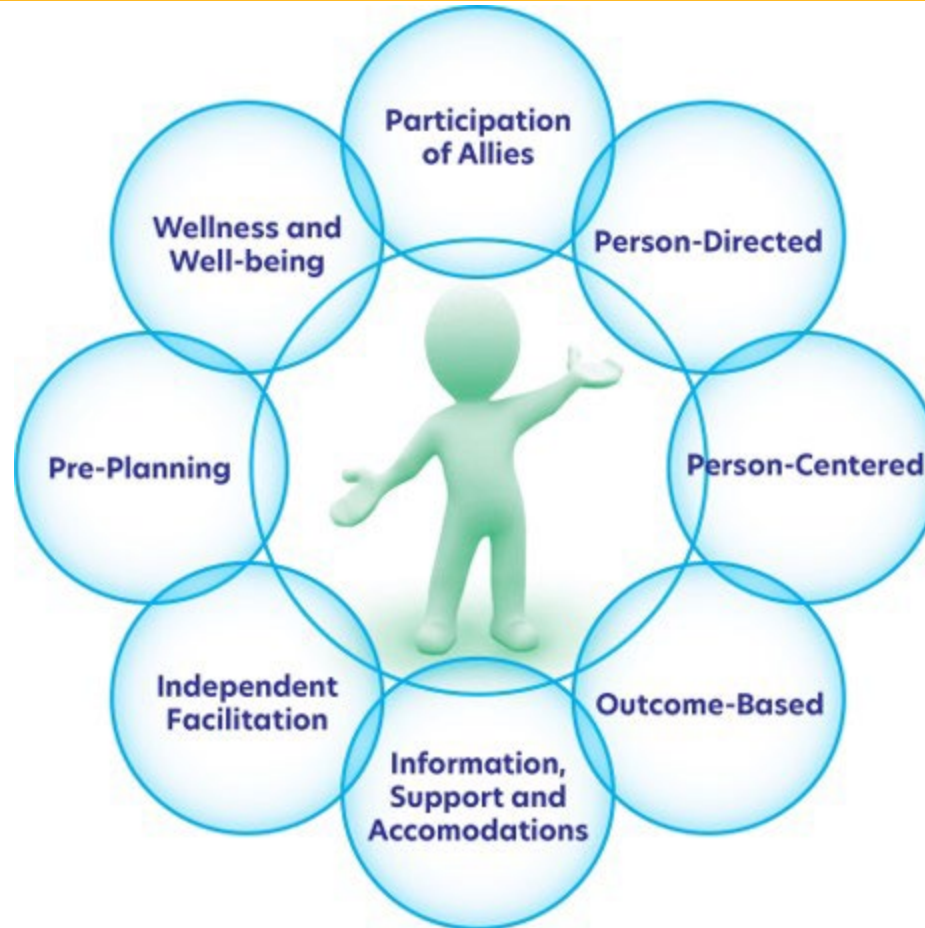 Participation
of Allies
Person-Directed
Person-Centered
Outcome-Based
Information,
Support and
Accomodations
Independent
Facilitation
Pre-Planning
Wellness and
Well-being